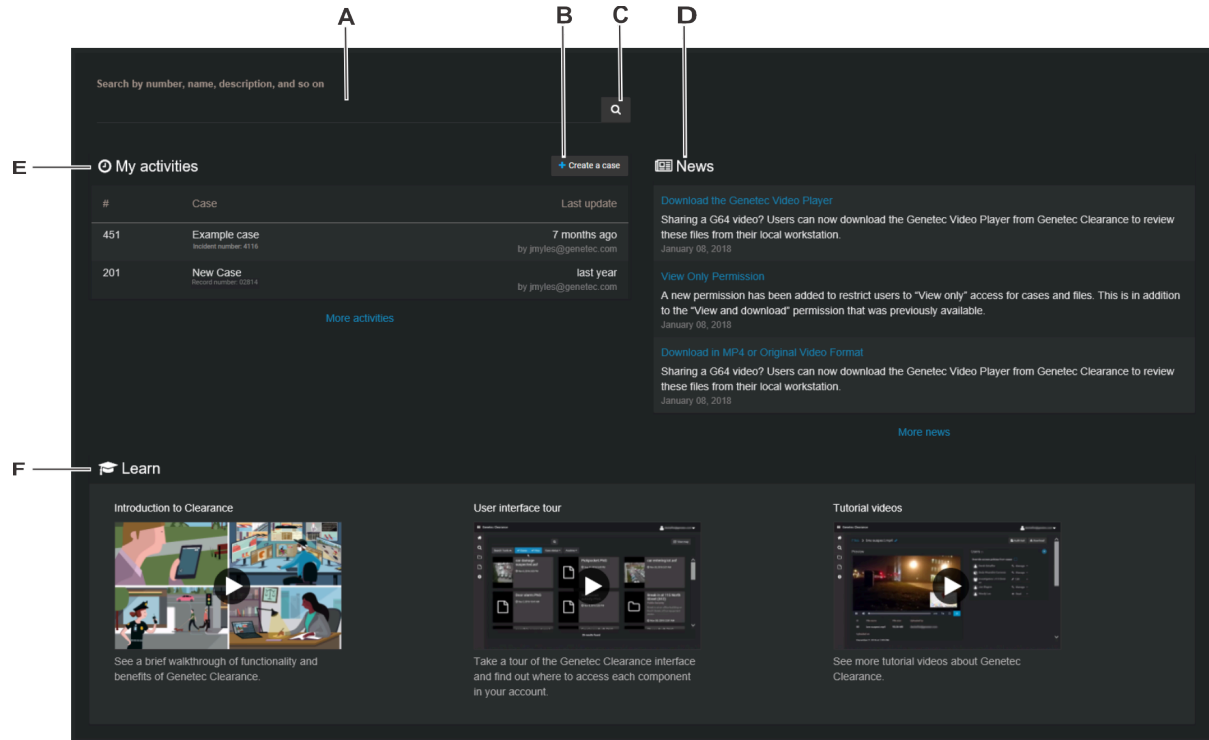 A
B
C
D
Search by number, name, description, and so on
E
My activities
+ Create a case
# Case Last update
451 Example case 7 months ago
Incident number: 4116 by jmyles@genetec.com
201 New Case last year
Record number: 02814 by jmyles@genetec.com
More activities
News
Download the Genetec Video Player
Sharing a G64 video? Users can now download the Genetec Video Player from Genetec Clearance to review
these files from their local workstation.
January 08, 2018
View Only Permission
A new permission has been added to restrict users to “View only” access for cases and files. This is in addition
to the “View and download” permission that was previously available.
January 08, 2018
Download in MP4 or Original Video Format
Sharing a G64 video? Users can now download the Genetec Video Player from Genetec Clearance to review
these files from their local workstation.
January 08, 2018
More news
F
Learn
Introduction to Clearance
See a brief walkthrough of functionality and
benefits of Genetec Clearance.
User interface tour
Take a tour of the Genetec Clearance interface
and find out where to access each component
in your account.
Tutorial videos
See more tutorial videos about Genetec
Clearance.